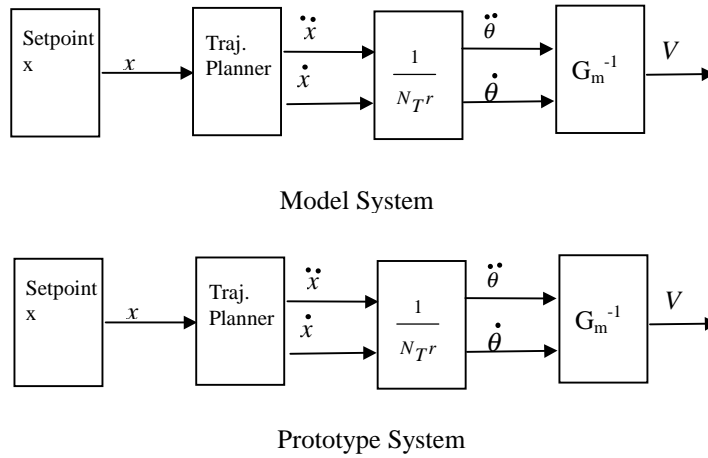 Setpoint
x
x
Traj.
Planner
ẍ
ẋ
1
N_T r
θ̈
θ̇
G_m^-1
V
Model System
Setpoint
x
x
Traj.
Planner
ẍ
ẋ
1
N_T r
θ̈
θ̇
G_m^-1
V
Prototype System